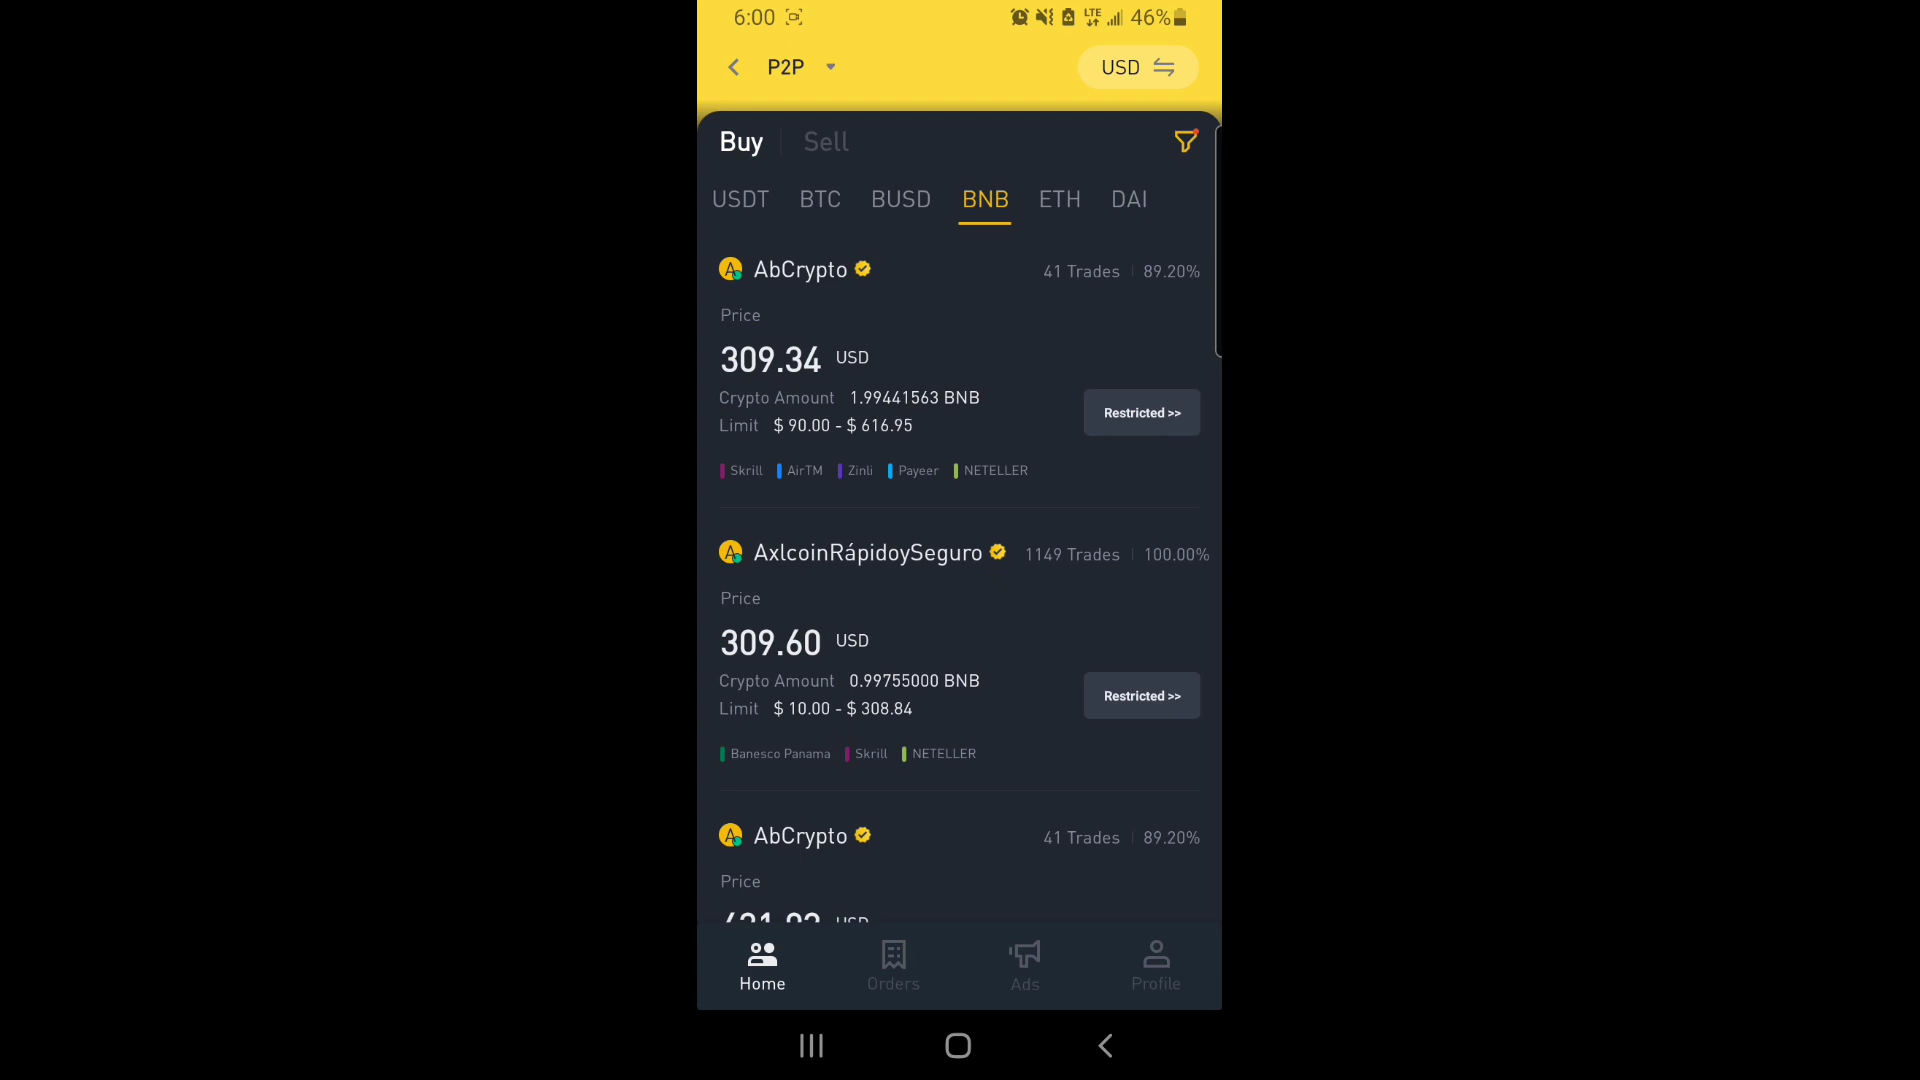 6:00 LTE 46%
P2P USD
Buy Sell
USDT BTC BUSD BNB ETH DAI
A AbCrypto 41 Trades 89.20%
Price
309.34 USD
Crypto Amount 1.99441563 BNB
Restricted >>
Limit $ 90.00 - $ 616.95
Skrill AirTM Zinli Payeer NETELLER
A AxlcoinRápidoySeguro 1149 Trades 100.00%
Price
309.60 USD
Crypto Amount 0.99755000 BNB
Restricted >>
Limit $ 10.00 - $ 308.84
Banesco Panama Skrill NETELLER
A AbCrypto 41 Trades 89.20%
Price
USD
Home Orders Ads Profile